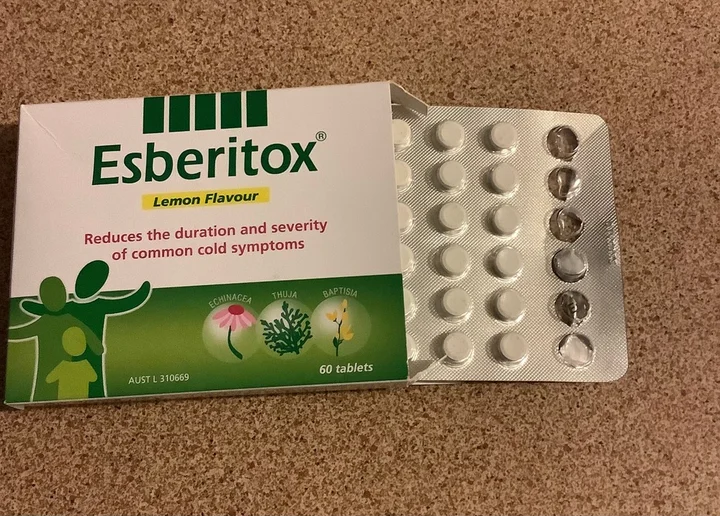 Esberitox®
Lemon Flavour
Reduces the duration and severity
of common cold symptoms
ECHINACEA THUJA BAPTISIA
60 tablets
AUST L 310669